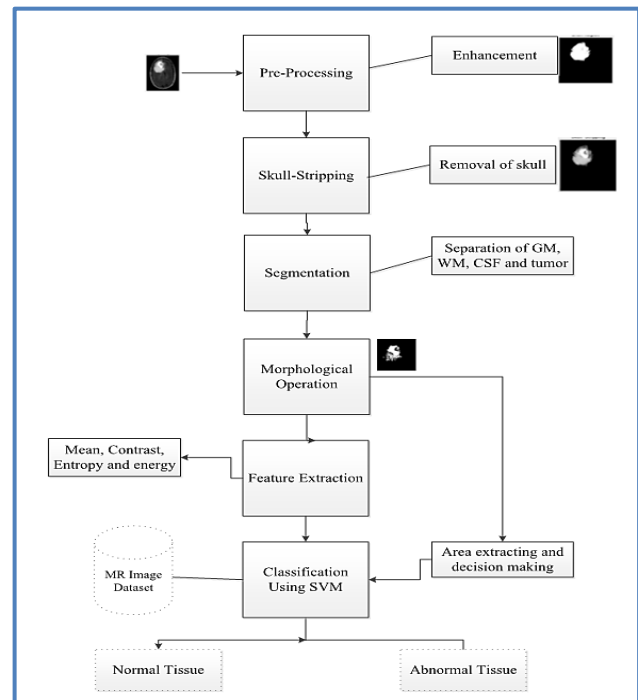 Pre-Processing
Enhancement
Skull-Stripping
Removal of skull
Segmentation
Separation of GM,
WM, CSF and tumor
Morphological
Operation
Mean, Contrast,
Entropy and energy
Feature Extraction
MR Image
Dataset
Classification
Using SVM
Area extracting and
decision making
Normal Tissue
Abnormal Tissue